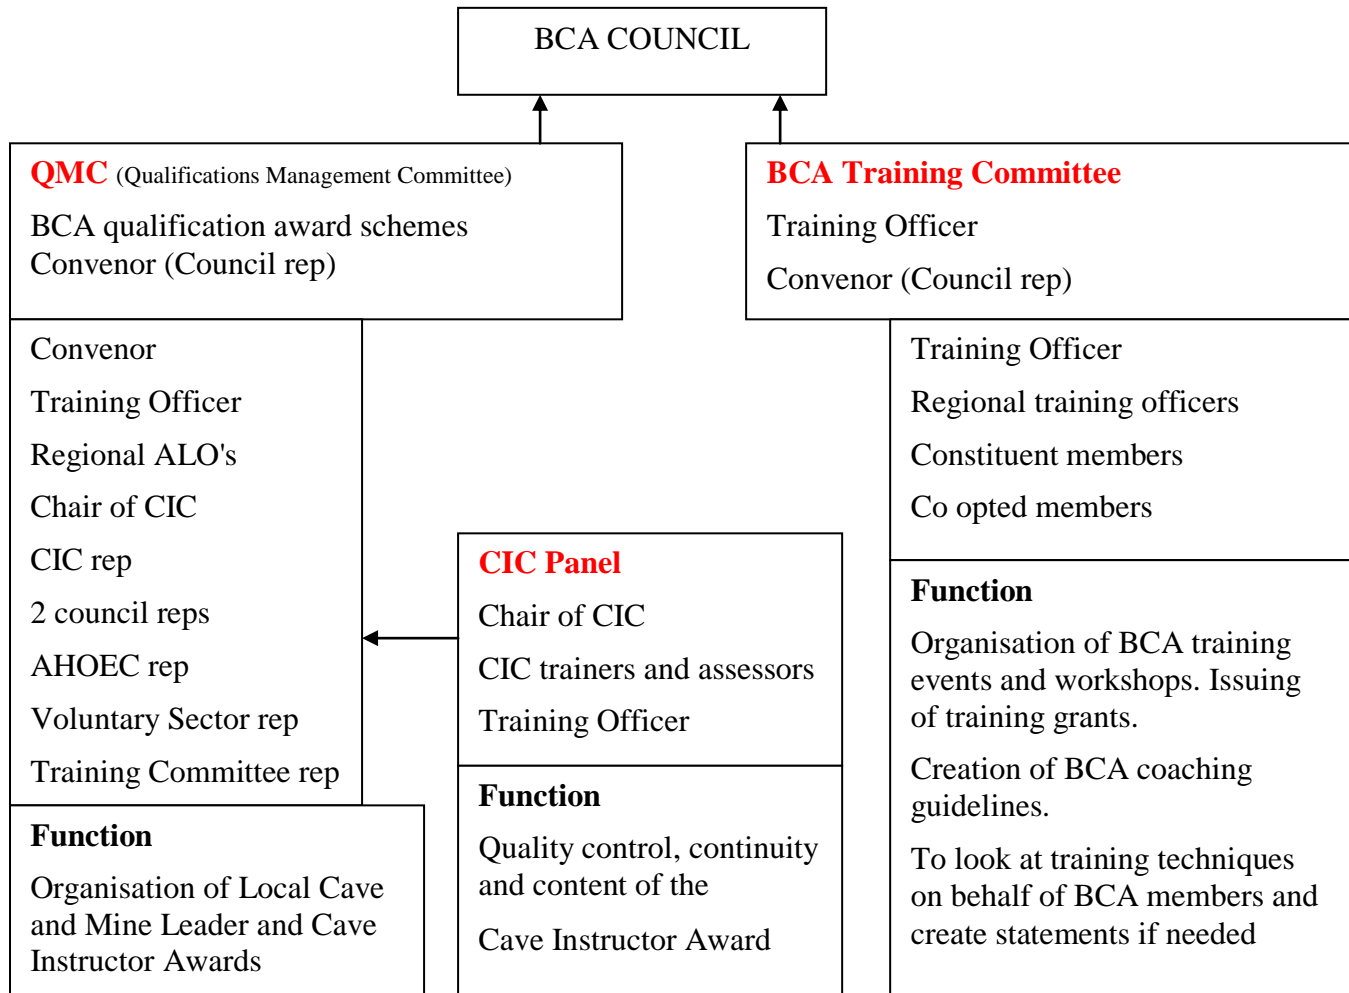 BCA COUNCIL
QMC (Qualifications Management Committee)
BCA qualification award schemes
Convenor (Council rep)
Convenor
Training Officer
Regional ALO's
Chair of CIC
CIC rep
2 council reps
AHOEC rep
Voluntary Sector rep
Training Committee rep
Function
Organisation of Local Cave
and Mine Leader and Cave
Instructor Awards
CIC Panel
Chair of CIC
CIC trainers and assessors
Training Officer
Function
Quality control, continuity
and content of the
Cave Instructor Award
BCA Training Committee
Training Officer
Convenor (Council rep)
Training Officer
Regional training officers
Constituent members
Co opted members
Function
Organisation of BCA training
events and workshops. Issuing
of training grants.
Creation of BCA coaching
guidelines.
To look at training techniques
on behalf of BCA members and
create statements if needed